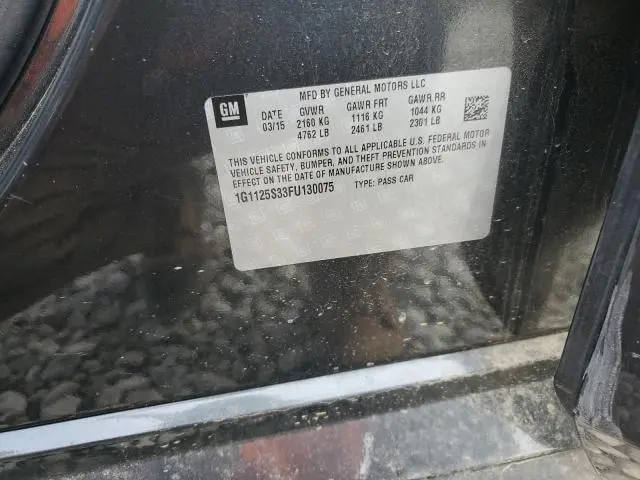 GM
MFD BY GENERAL MOTORS LLC
DATE GVWR GAWR FRT GAWR RR
03/15 2160 KG 1116 KG 1044 KG
4762 LB 2461 LB 2301 LB
THIS VEHICLE CONFORMS TO ALL APPLICABLE U.S. FEDERAL MOTOR
VEHICLE SAFETY, BUMPER, AND THEFT PREVENTION STANDARDS IN
EFFECT ON THE DATE OF MANUFACTURE SHOWN ABOVE.
1G1125S33FU130075 TYPE: PASS CAR